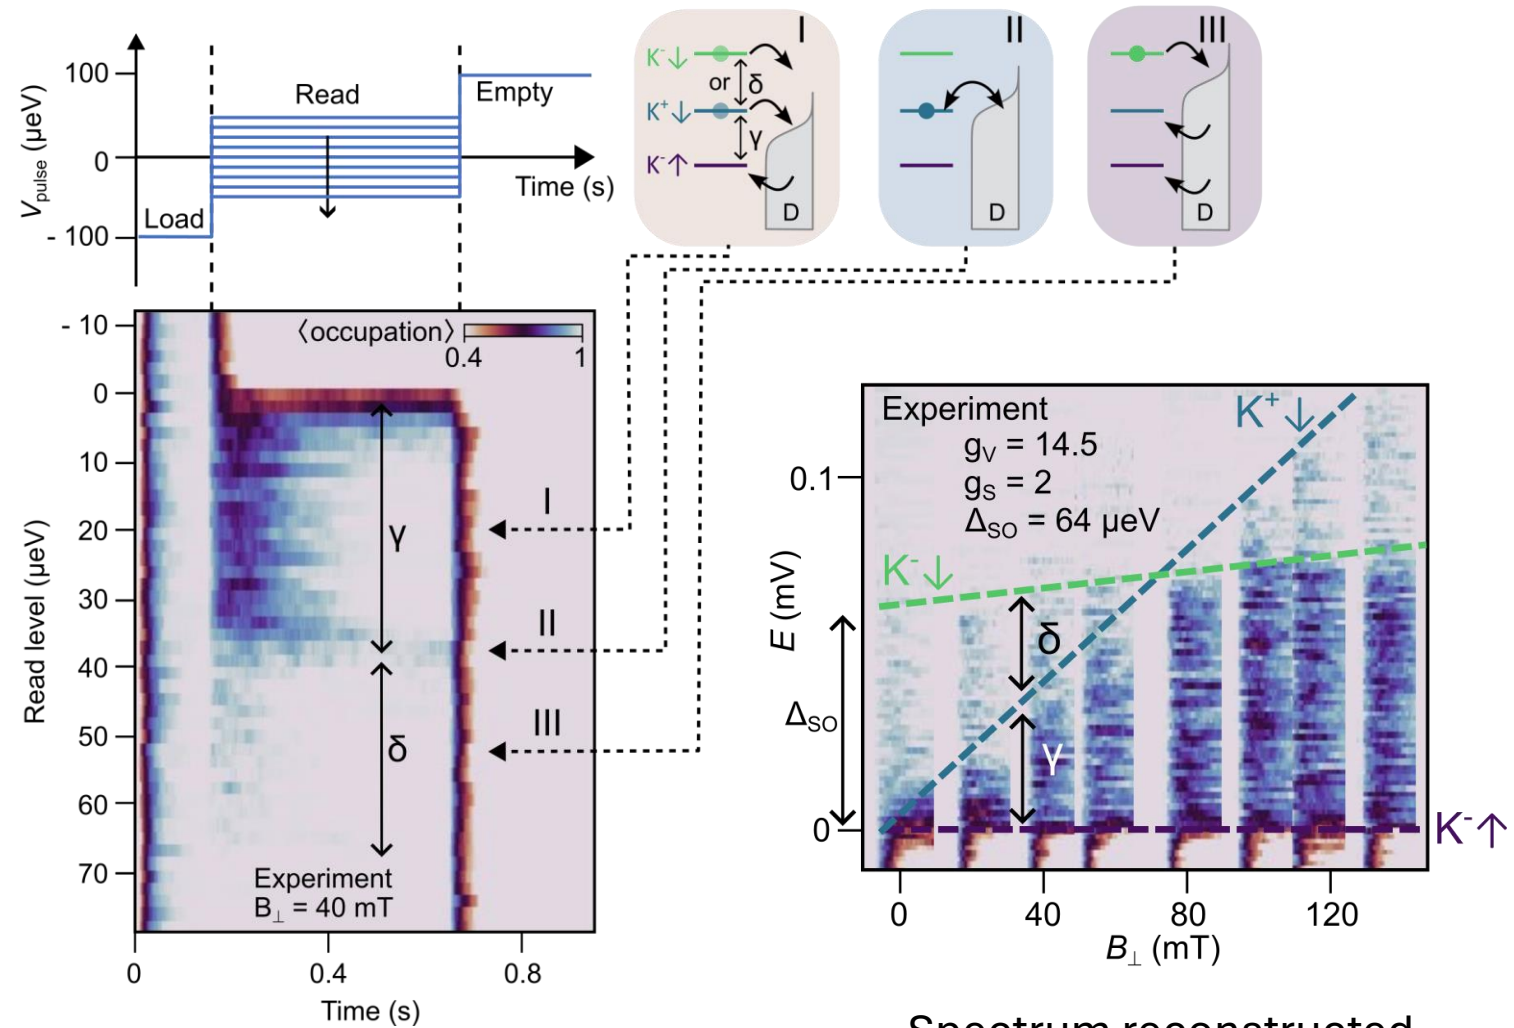 100
0
- 100
V_pulse (µeV)
Load
Read
Empty
Time (s)
I
K⁻↓
or
δ
K⁺↓
γ
K⁻↑
D
II
D
III
D
- 10
0
10
20
30
40
50
60
70
Read level (µeV)
⟨occupation⟩
0.4
1
γ
δ
Experiment
B⊥ = 40 mT
0
0.4
0.8
Time (s)
I
II
III
Experiment
g_V = 14.5
g_S = 2
Δ_SO = 64 µeV
K⁺↓
K⁻↓
K⁻↑
δ
γ
0.1
0
E (mV)
Δ_SO
0
40
80
120
B⊥ (mT)
Spectrum reconstructed